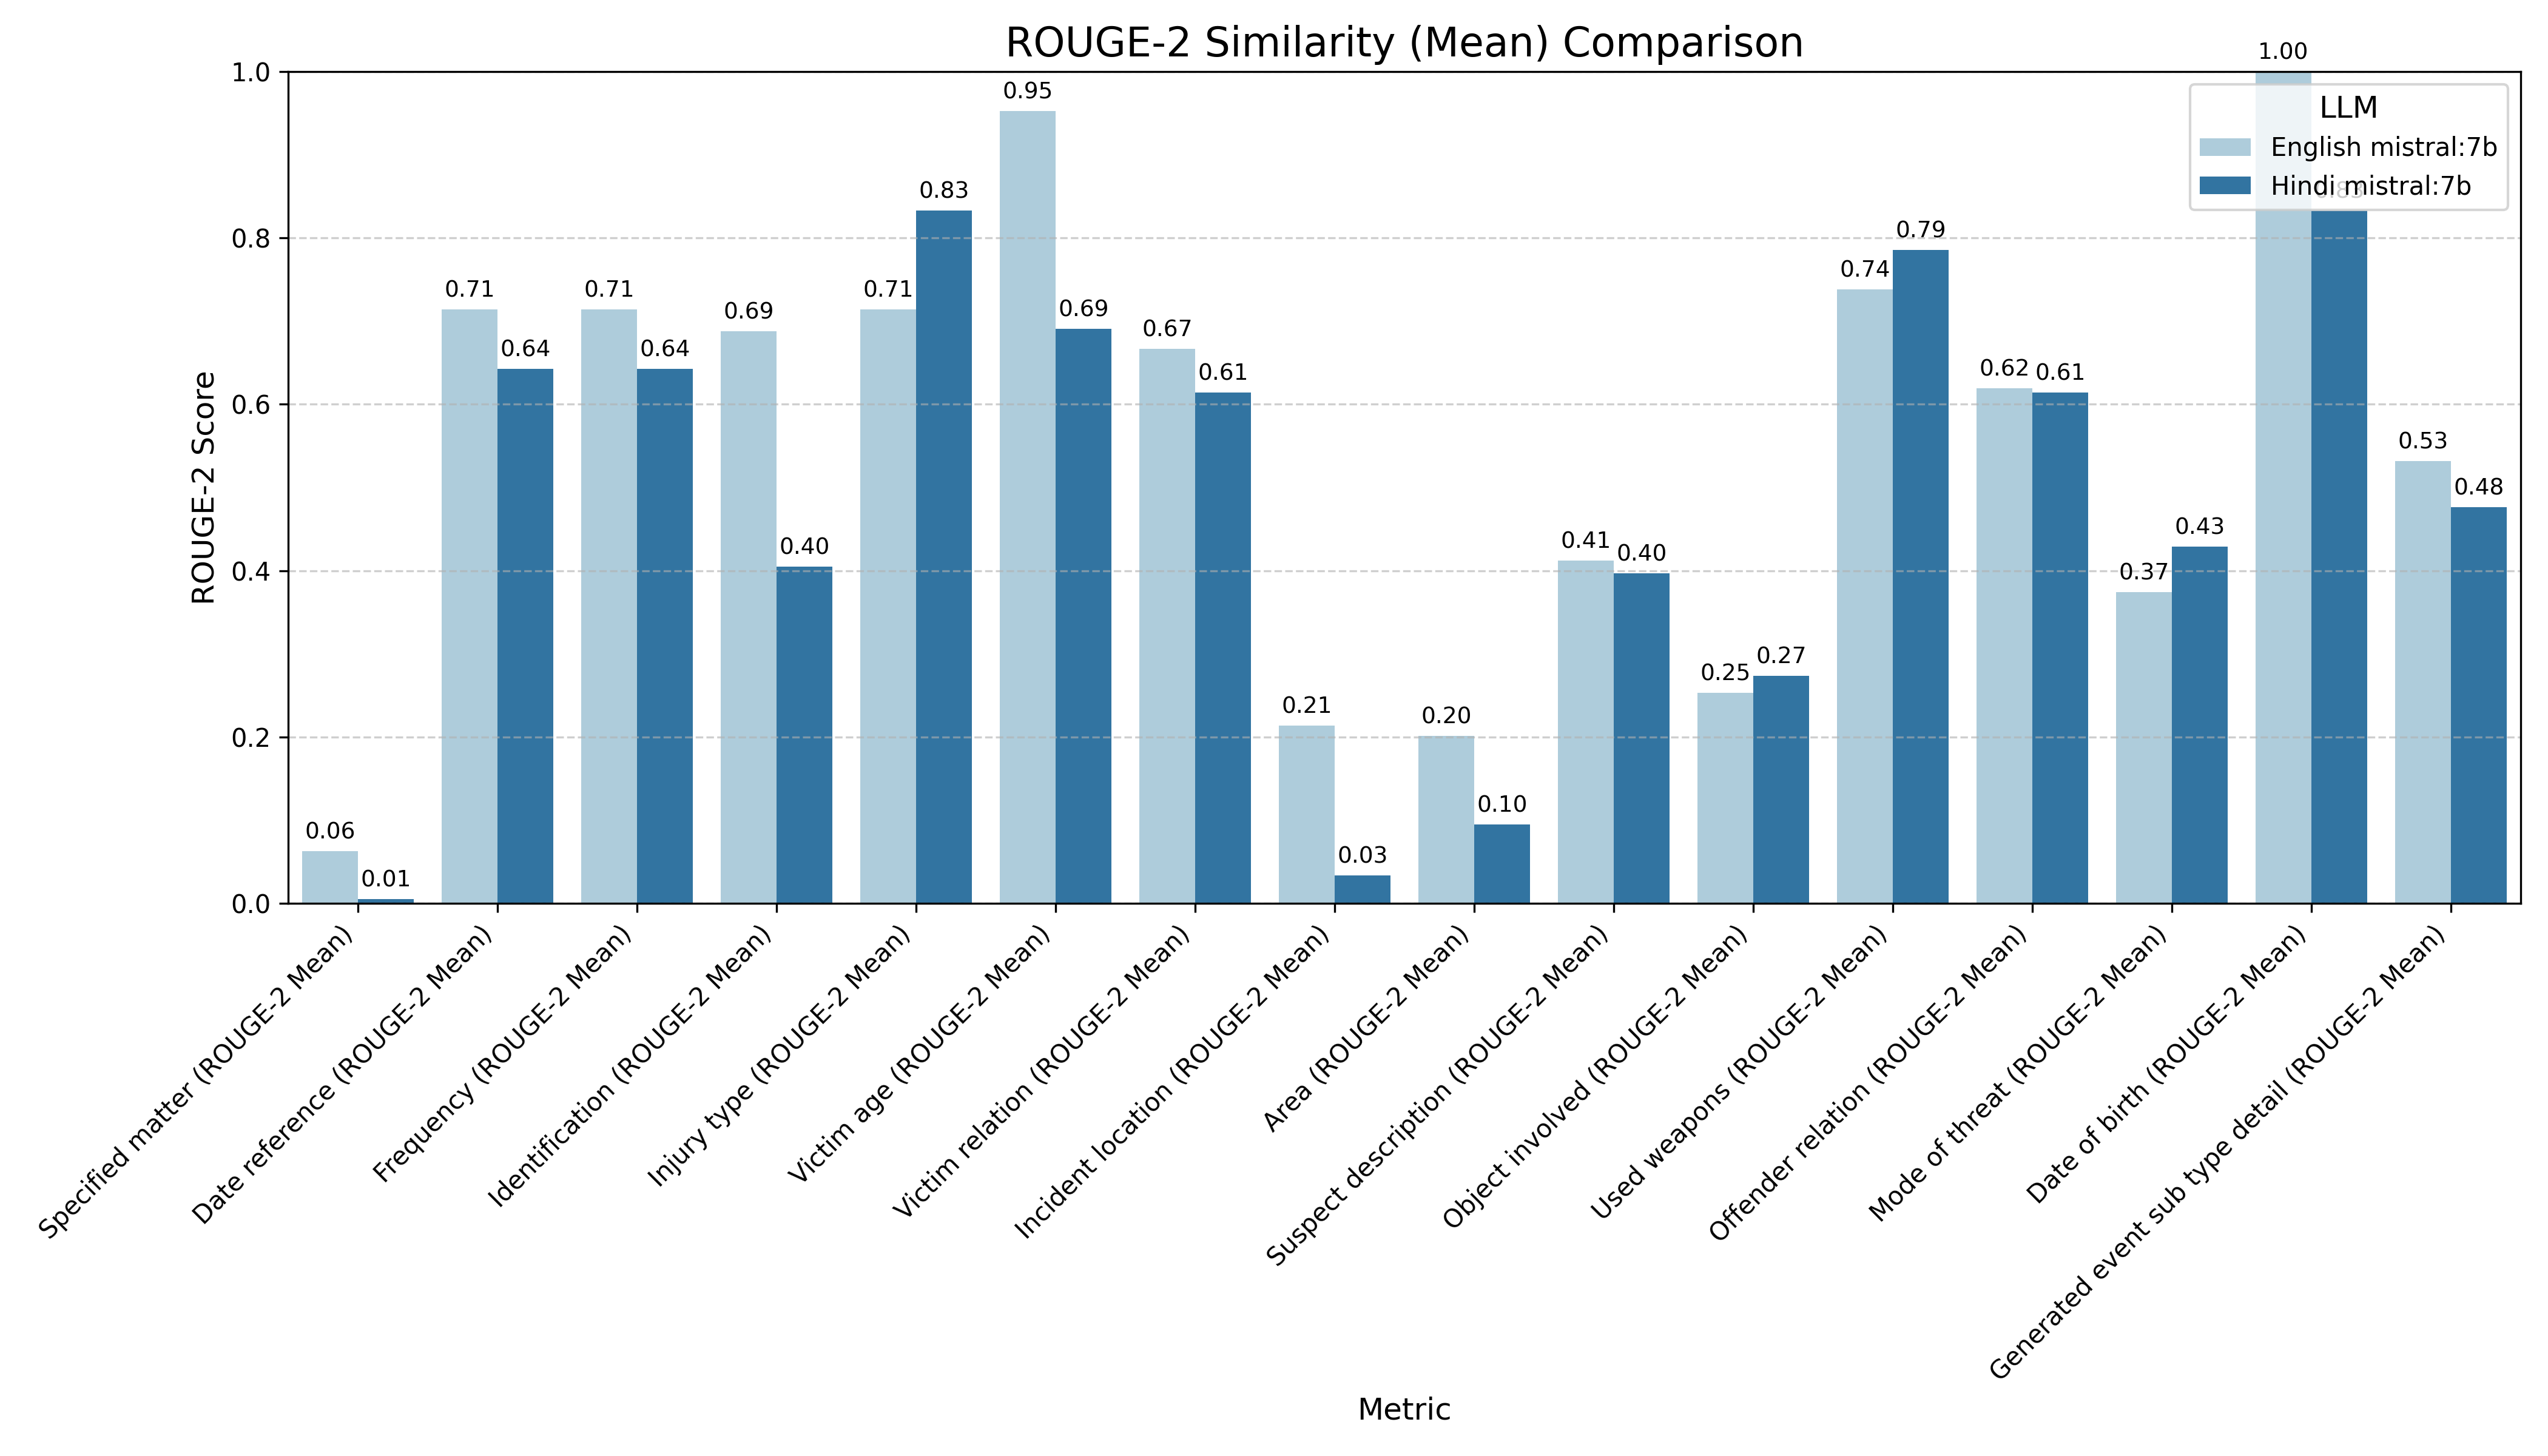 ROUGE-2 Similarity (Mean) Comparison
1.00
1.0
0.8
0.6
0.4
0.2
0.0
ROUGE-2 Score
LLM
English mistral:7b
Hindi mistral:7b
0.06
0.01
0.71
0.64
0.71
0.64
0.69
0.40
0.71
0.83
0.95
0.69
0.67
0.61
0.21
0.03
0.20
0.10
0.41
0.40
0.25
0.27
0.74
0.79
0.62
0.61
0.37
0.43
0.83
0.53
0.48
Specified matter (ROUGE-2 Mean)
Date reference (ROUGE-2 Mean)
Frequency (ROUGE-2 Mean)
Identification (ROUGE-2 Mean)
Injury type (ROUGE-2 Mean)
Victim age (ROUGE-2 Mean)
Victim relation (ROUGE-2 Mean)
Incident location (ROUGE-2 Mean)
Area (ROUGE-2 Mean)
Suspect description (ROUGE-2 Mean)
Object involved (ROUGE-2 Mean)
Used weapons (ROUGE-2 Mean)
Offender relation (ROUGE-2 Mean)
Mode of threat (ROUGE-2 Mean)
Date of birth (ROUGE-2 Mean)
Generated event sub type detail (ROUGE-2 Mean)
Metric